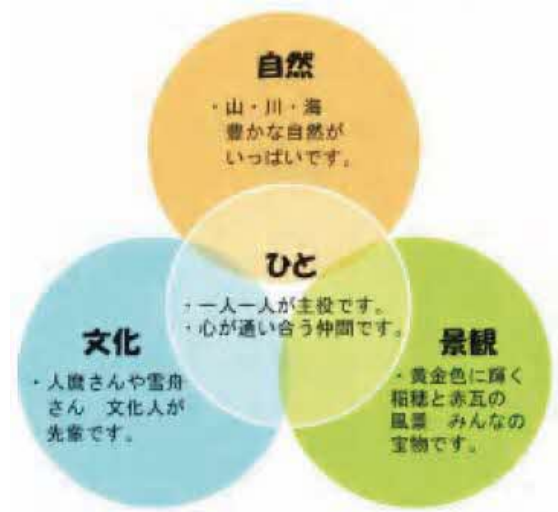 自然
・山・川・海
豊かな自然が
いっぱいです。
ひと
・一人一人が主役です。
・心が通い合う仲間です。
文化
・人麿さんや雪舟
さん 文化人が
先輩です。
景観
・黄金色に輝く
稲穂と赤瓦の
風景 みんなの
宝物です。